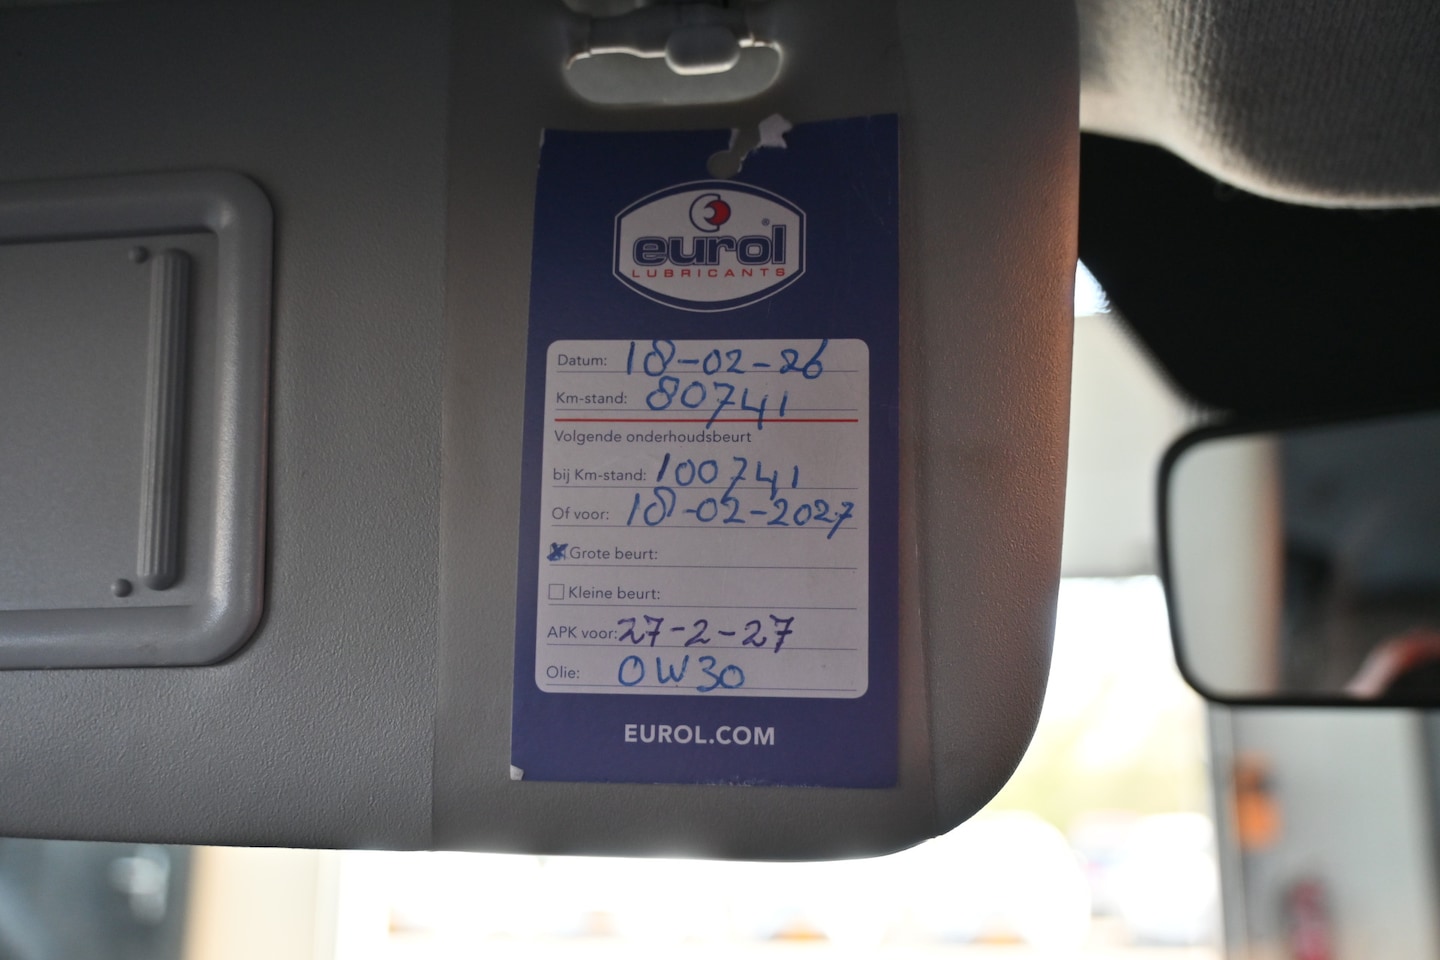 eurol®
LUBRICANTS
Datum: 18-02-26
Km-stand: 80741
Volgende onderhoudsbeurt
bij Km-stand: 100741
Of voor: 18-02-2027
Grote beurt:
Kleine beurt:
APK voor: 27-2-27
Olie: 0W30
EUROL.COM